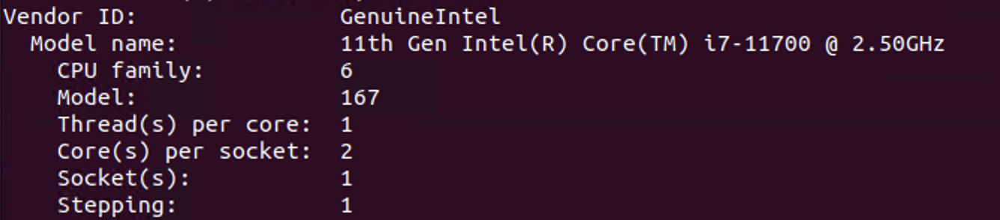 Vendor ID: GenuineIntel
Model name: 11th Gen Intel(R) Core(TM) i7-11700 @ 2.50GHz
CPU family: 6
Model: 167
Thread(s) per core: 1
Core(s) per socket: 2
Socket(s): 1
Stepping: 1